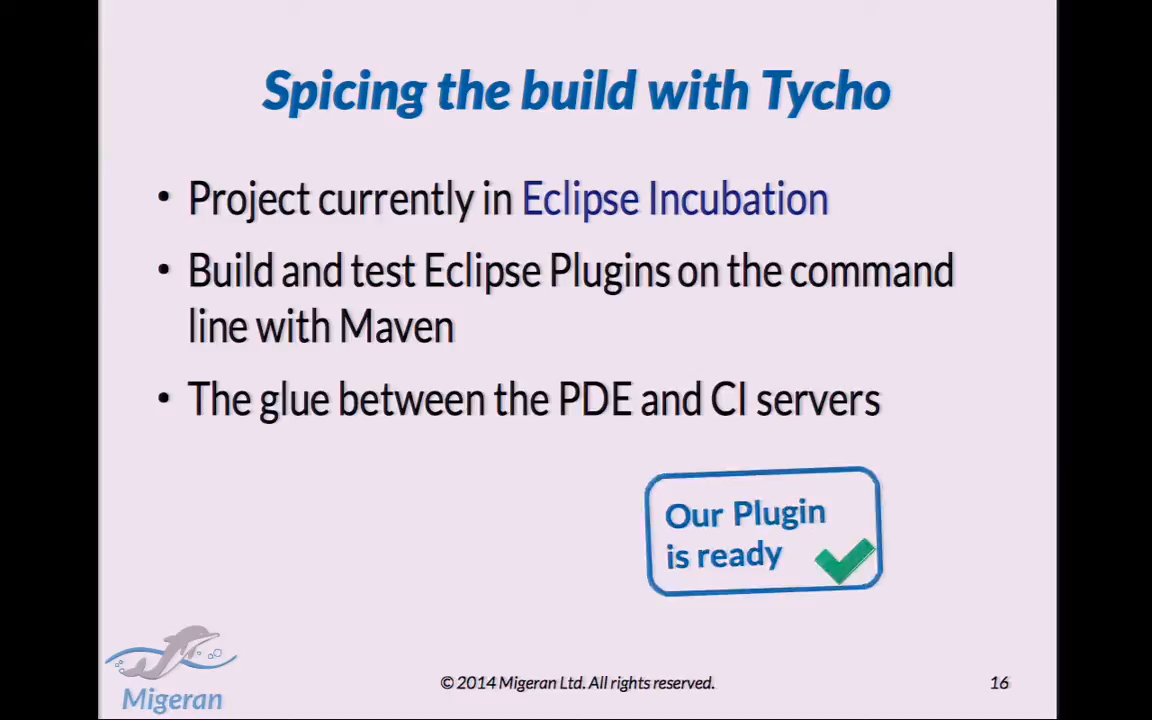 Spicing the build with Tycho
• Project currently in Eclipse Incubation
• Build and test Eclipse Plugins on the command
line with Maven
• The glue between the PDE and CI servers
Our Plugin
is ready
Migeran
© 2014 Migeran Ltd. All rights reserved.
16